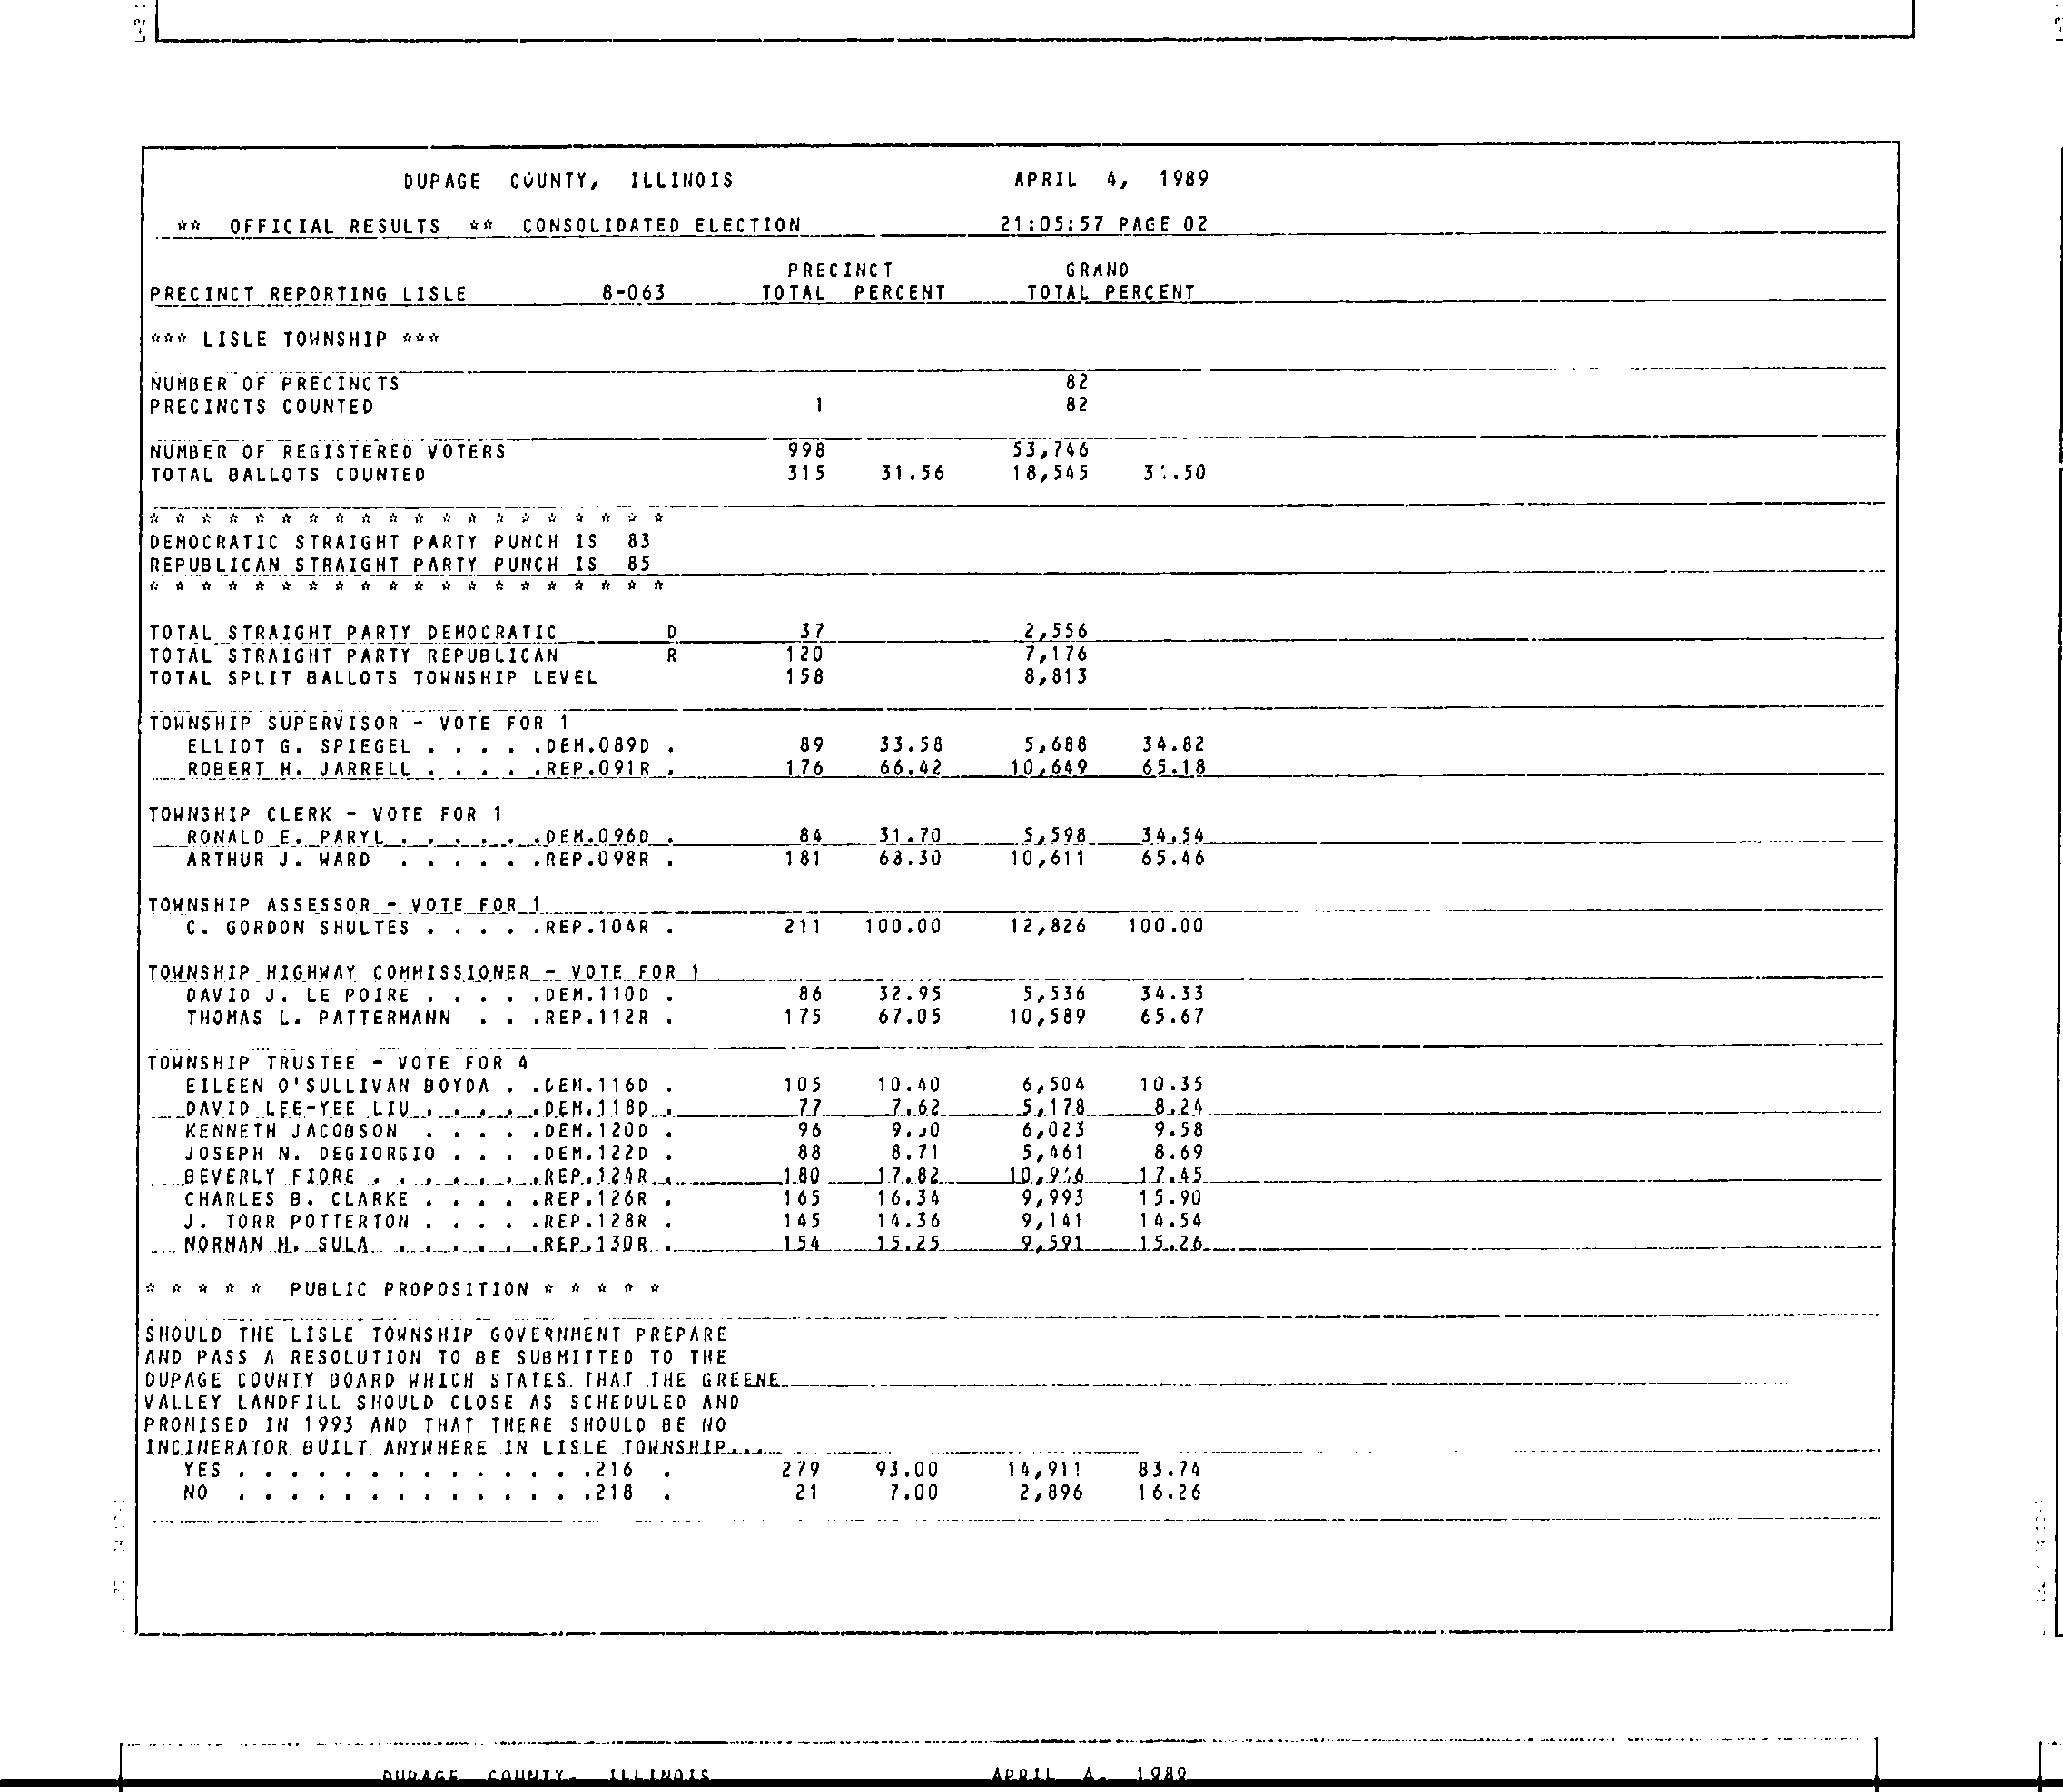 DUPAGE COUNTY, ILLINOIS APRIL 4, 1989
** OFFICIAL RESULTS ** CONSOLIDATED ELECTION 21:05:57 PAGE 02
PRECINCT GRAND
PRECINCT REPORTING LISLE 8-063 TOTAL PERCENT TOTAL PERCENT
*** LISLE TOWNSHIP ***
NUMBER OF PRECINCTS 82
PRECINCTS COUNTED 1 82
NUMBER OF REGISTERED VOTERS 998 53,746
TOTAL BALLOTS COUNTED 315 31.56 18,545
* * * * * * * * * * * * * * * * * * * *
DEMOCRATIC STRAIGHT PARTY PUNCH IS 83
REPUBLICAN STRAIGHT PARTY PUNCH IS 85
* * * * * * * * * * * * * * * * * * * *
TOTAL STRAIGHT PARTY DEMOCRATIC D 37 2,556
TOTAL STRAIGHT PARTY REPUBLICAN R 120 7,176
TOTAL SPLIT BALLOTS TOWNSHIP LEVEL 158 8,813
TOWNSHIP SUPERVISOR - VOTE FOR 1
ELLIOT G. SPIEGEL . . . . .DEM.089D . 89 33.58 5,688 34.82
ROBERT H. JARRELL . . . . .REP.091R . 176 66.42 10,649 65.18
TOWNSHIP CLERK - VOTE FOR 1
RONALD E. PARYL . . . . . .DEM.096D . 84 31.70 5,598 34.54
ARTHUR J. WARD . . . . . .REP.098R . 181 68.30 10,611 65.46
TOWNSHIP ASSESSOR - VOTE FOR 1
C. GORDON SHULTES . . . . .REP.104R . 211 100.00 12,826 100.00
TOWNSHIP HIGHWAY COMMISSIONER - VOTE FOR 1
DAVID J. LE POIRE . . . . .DEM.110D . 86 32.95 5,536 34.33
THOMAS L. PATTERMANN . . .REP.112R . 175 67.05 10,589 65.67
TOWNSHIP TRUSTEE - VOTE FOR 4
EILEEN O'SULLIVAN BOYDA . .DEM.116D . 105 10.40 6,504 10.35
DAVID LEE-YEE LIU . . . . .DEM.118D . 77 7.62 5,178 8.24
KENNETH JACOBSON . . . . .DEM.120D . 96 6,023 9.58
JOSEPH N. DEGIORGIO . . . .DEM.122D . 88 8.71 5,461 8.69
BEVERLY FIORE . . . . . . .REP.124R . 180 17.82 17.45
CHARLES B. CLARKE . . . . .REP.126R . 165 16.34 9,993 15.90
J. TORR POTTERTON . . . . .REP.128R . 145 14.36 9,141 14.54
NORMAN M. SULA . . . . . .REP.130R . 154 15.25 9,591 15.26
* * * * * PUBLIC PROPOSITION * * * * *
SHOULD THE LISLE TOWNSHIP GOVERNMENT PREPARE
AND PASS A RESOLUTION TO BE SUBMITTED TO THE
DUPAGE COUNTY BOARD WHICH STATES THAT THE GREENE
VALLEY LANDFILL SHOULD CLOSE AS SCHEDULED AND
PROMISED IN 1993 AND THAT THERE SHOULD BE NO
INCINERATOR BUILT ANYWHERE IN LISLE TOWNSHIP...
YES . . . . . . . . . . . . . .216 . 279 93.00 14,911 83.74
NO . . . . . . . . . . . . . .218 . 21 7.00 2,896 16.26
DUPAGE COUNTY, ILLINOIS APRIL 4, 1989